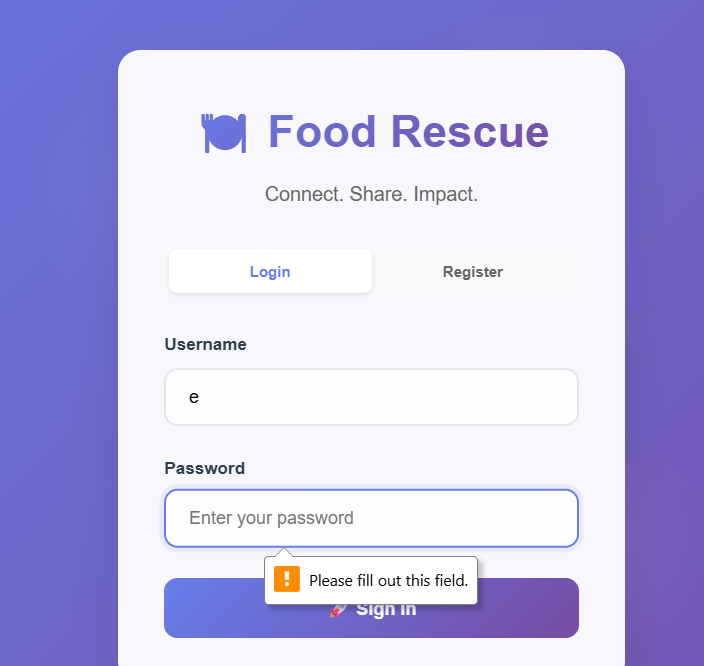 Food Rescue
Connect. Share. Impact.
Login
Register
Username
e
Password
Enter your password
Please fill out this field.
Sign In